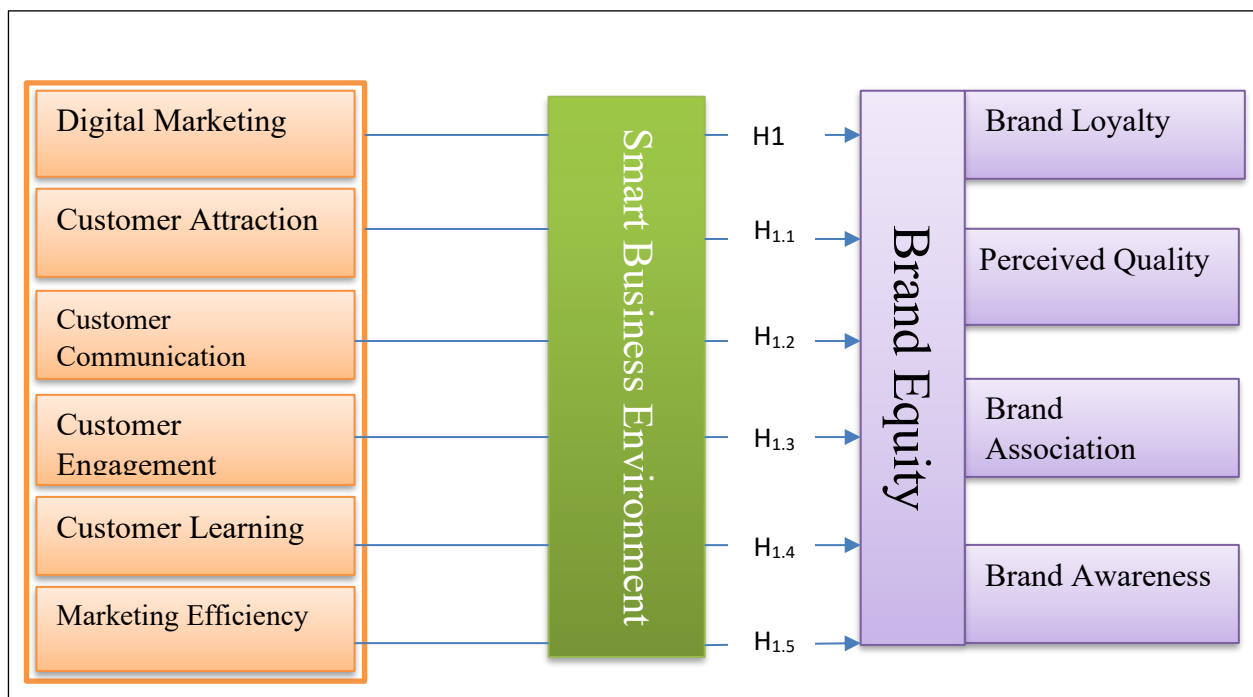 Digital Marketing
Customer Attraction
Customer
Communication
Customer
Engagement
Customer Learning
Marketing Efficiency
Smart Business Environment
H1
H1.1
H1.2
H1.3
H1.4
H1.5
Brand Equity
Brand Loyalty
Perceived Quality
Brand
Association
Brand Awareness